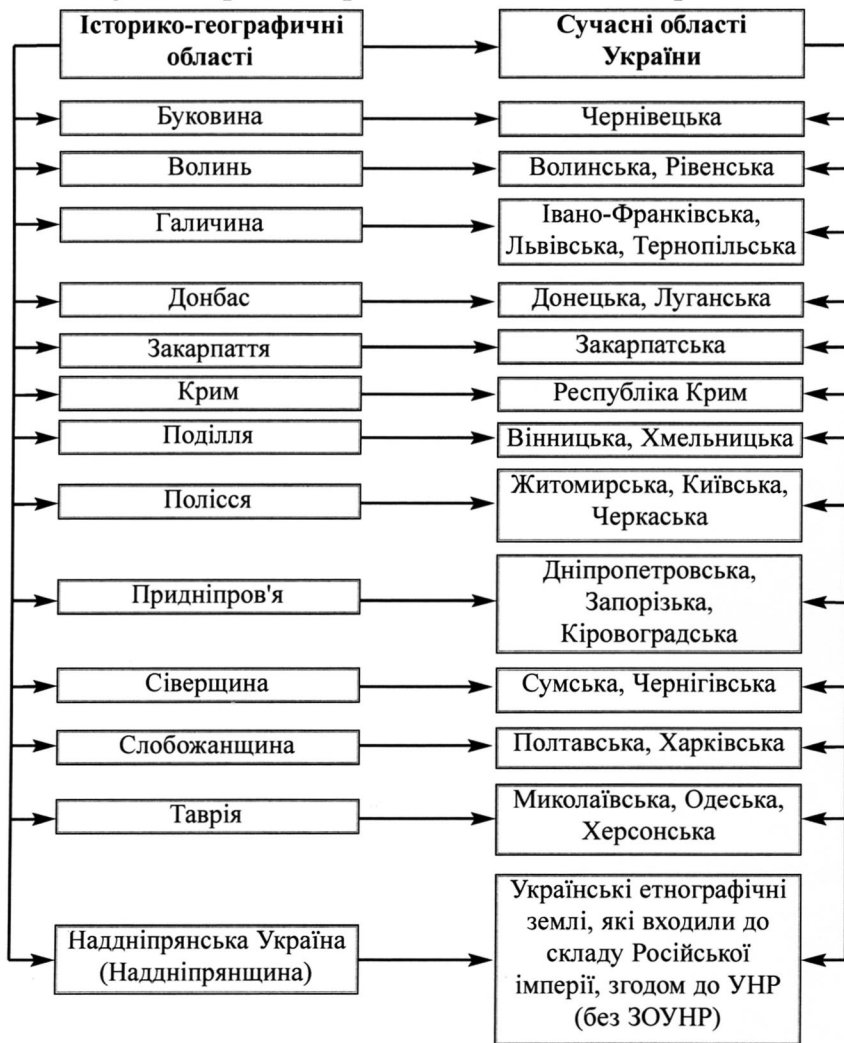 Історико-географічні
області
Сучасні області
України
Буковина
Чернівецька
Волинь
Волинська, Рівенська
Галичина
Івано-Франківська,
Львівська, Тернопільська
Донбас
Донецька, Луганська
Закарпаття
Закарпатська
Крим
Республіка Крим
Поділля
Вінницька, Хмельницька
Полісся
Житомирська, Київська,
Черкаська
Придніпров'я
Дніпропетровська,
Запорізька,
Кіровоградська
Сіверщина
Сумська, Чернігівська
Слобожанщина
Полтавська, Харківська
Таврія
Миколаївська, Одеська,
Херсонська
Наддніпрянська Україна
(Наддніпрянщина)
Українські етнографічні
землі, які входили до
складу Російської
імперії, згодом до УНР
(без ЗОУНР)